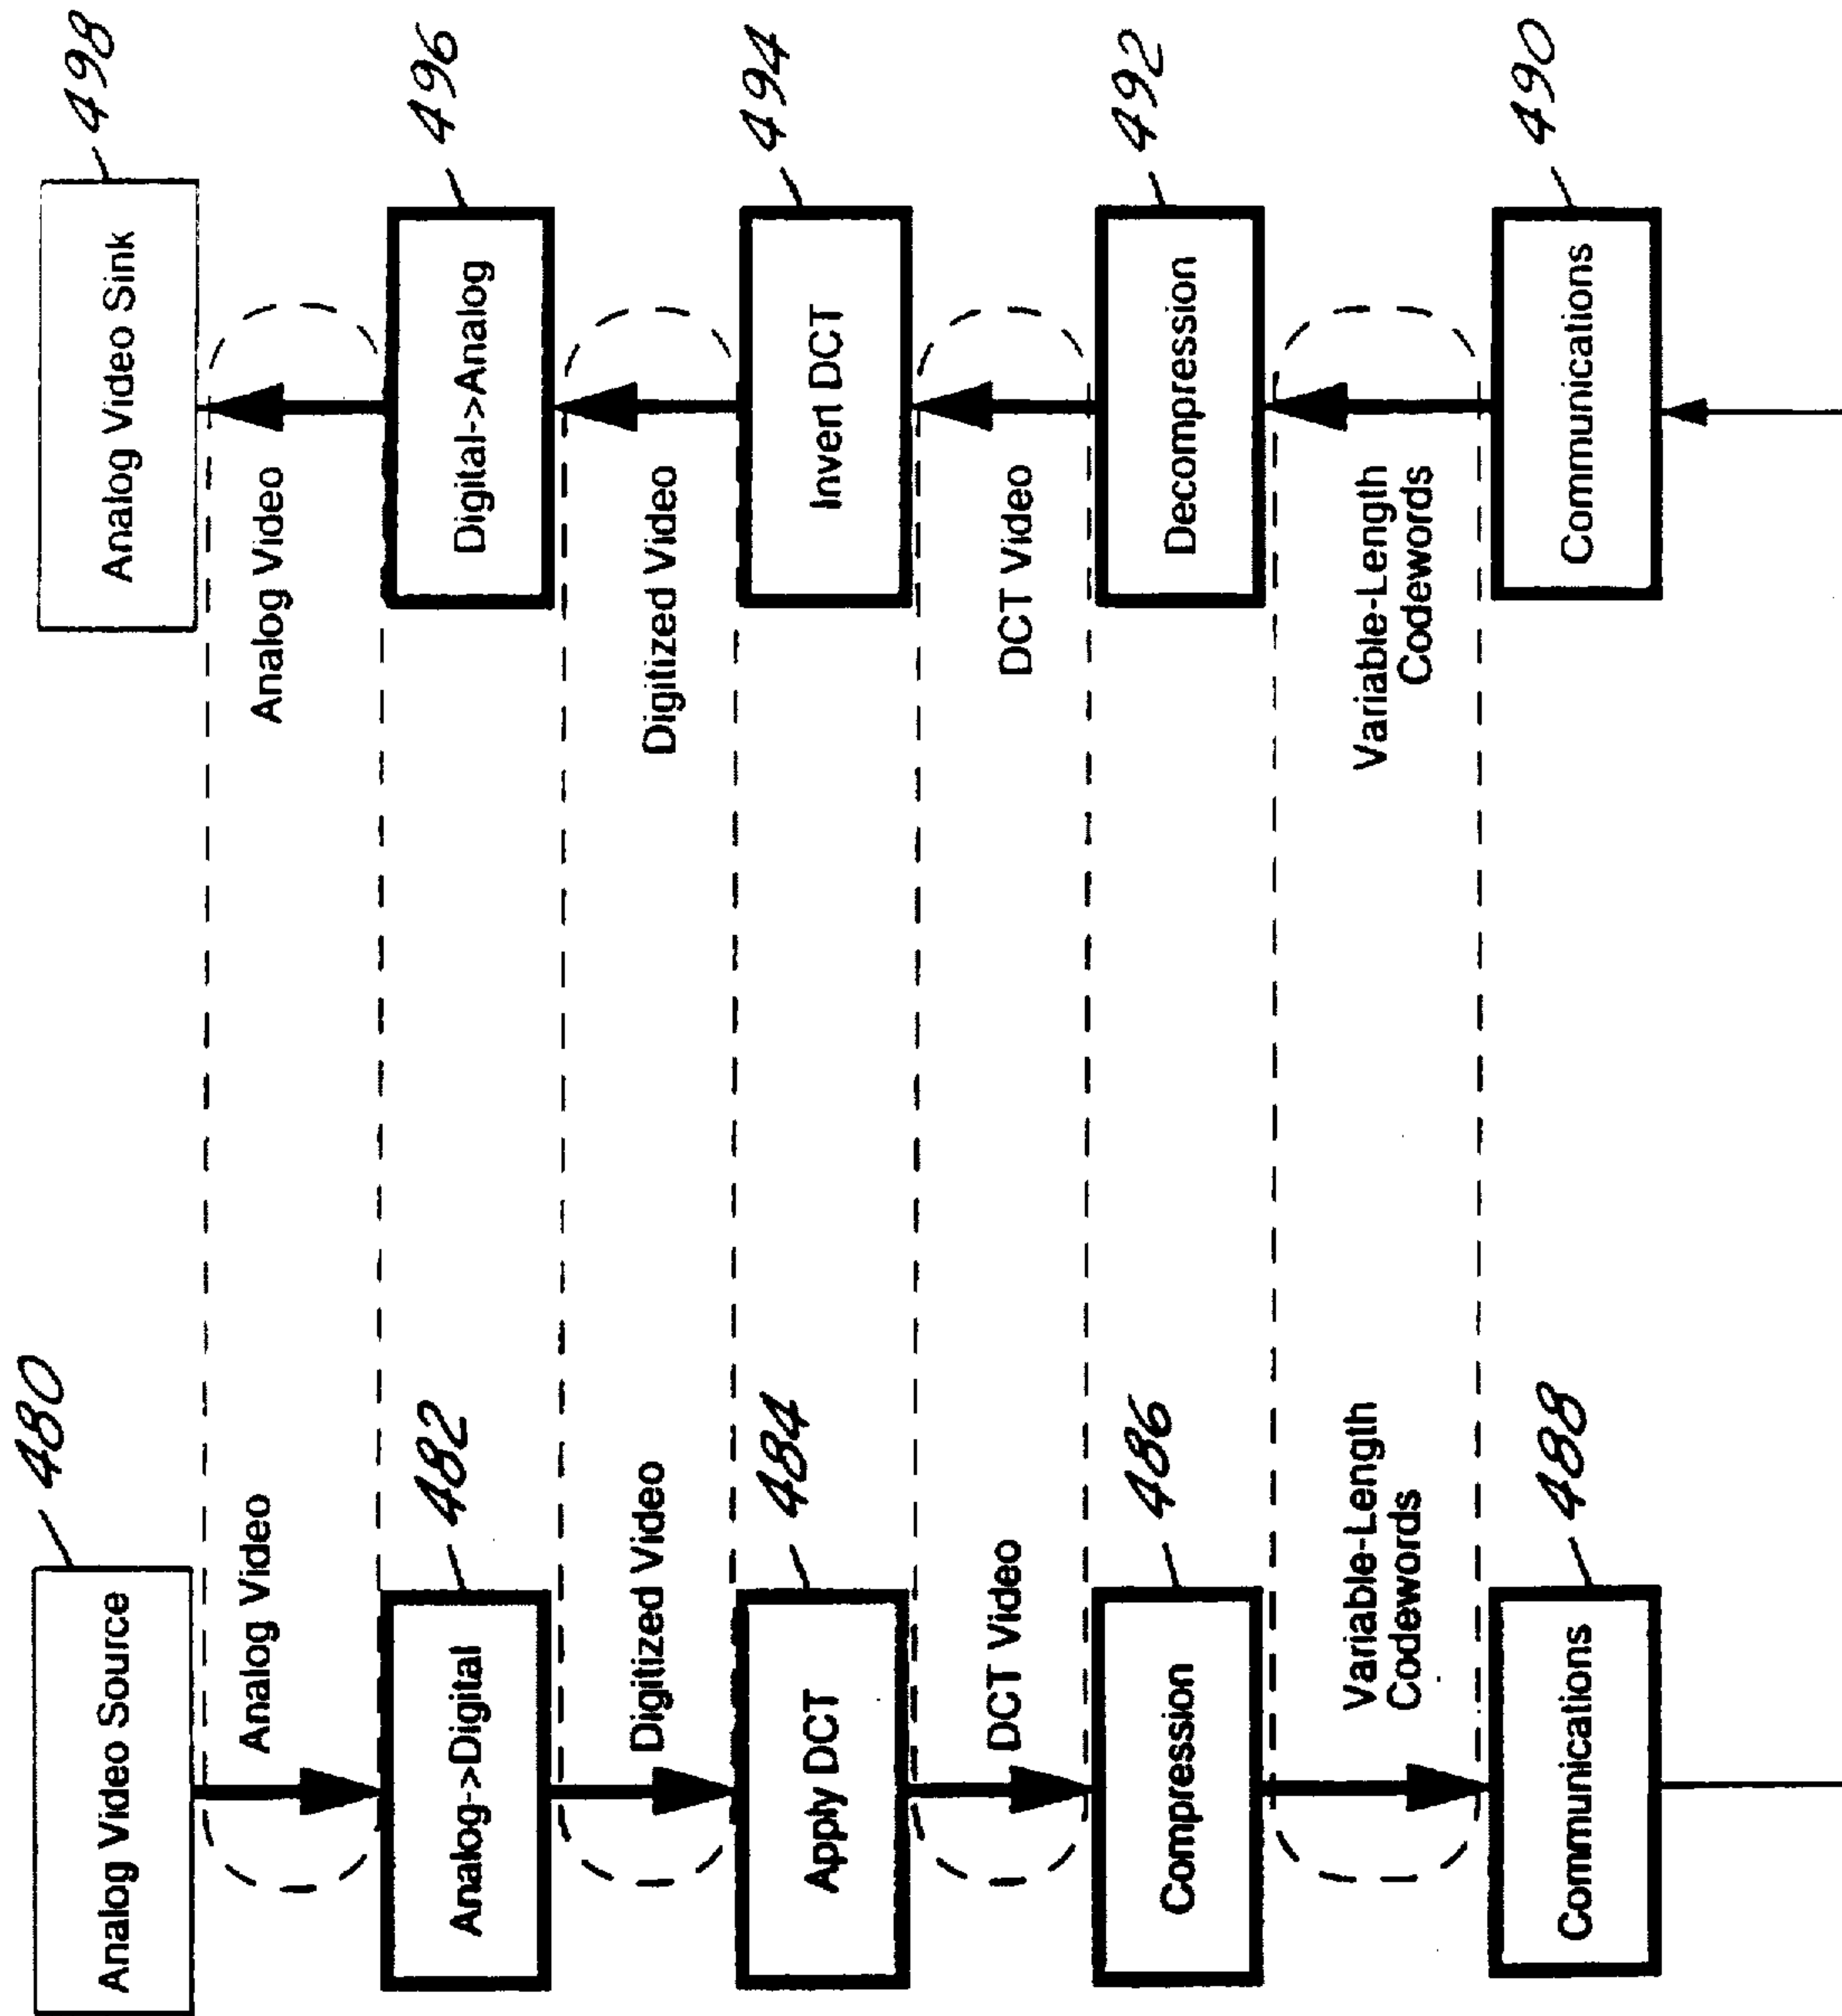 480
Analog Video Source
Analog Video
482
Analog->Digital
Digitized Video
484
Apply DCT
DCT Video
486
Compression
Variable-Length
Codewords
488
Communications
498
Analog Video Sink
Analog Video
496
Digital->Analog
Digitized Video
494
Invert DCT
DCT Video
492
Decompression
Variable-Length
Codewords
490
Communications